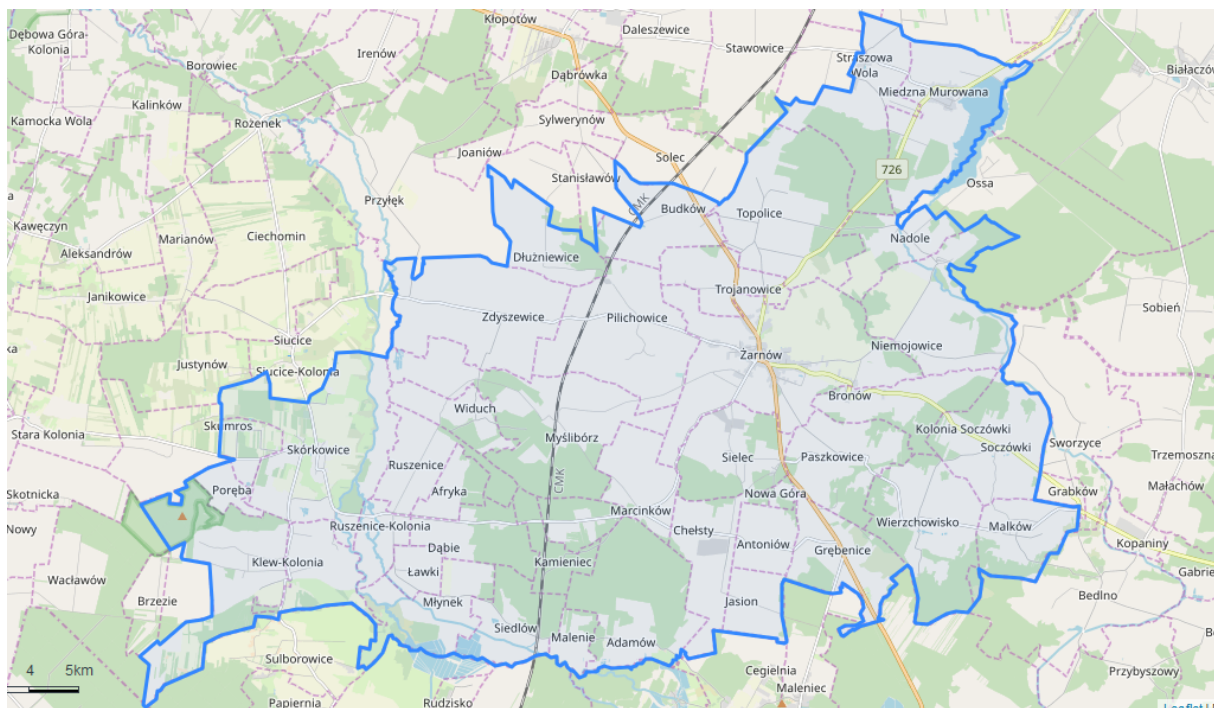 Kłopotów
Daleszewice
Dębowa Góra
Kolonia
Stawowice
Irenów
Straszowa
Wola
Borowiec
Białaczów
Dąbrówka
Miedzna Murowana
Kalinków
Kamocka Wola
Rożenek
Sylwerynów
Joaniów
Solec
726
Stanisławów
Ossa
Przyłęk
CMK
Budków
Topolice
Kawęczyn
Ciechomin
Marianów
Nadole
Aleksandrów
Dłużniewice
Trojanowice
Janikowice
Sobień
Zdyszewice
Pilichowice
Siucice
Niemojowice
Żarnów
Justynów
Siucice-Kolonia
Bronów
Widuch
Skumros
Kolonia Soczówki
Stara Kolonia
Myślibórz
Sworzyce
Skórkowice
Soczówki
Sielec
Paszkowice
Trzemoszna
Ruszenice
CMK
Małachów
Poręba
Afryka
Nowa Góra
Grabków
Skotnicka
Marcinków
Nowy
Ruszenice-Kolonia
Wierzchowisko
Malków
Chełsty
Kopaniny
Dąbie
Antoniów
Grębenice
Klew-Kolonia
Kamieniec
Ławki
Gabriel
Wacławów
Bedlno
Brzezie
Młynek
Jasion
Siedlów
Malenie
Adamów
Sulborowice
4 5km
Cegielnia
Przybyszowy
Maleniec
Papiernia
Rudzisko